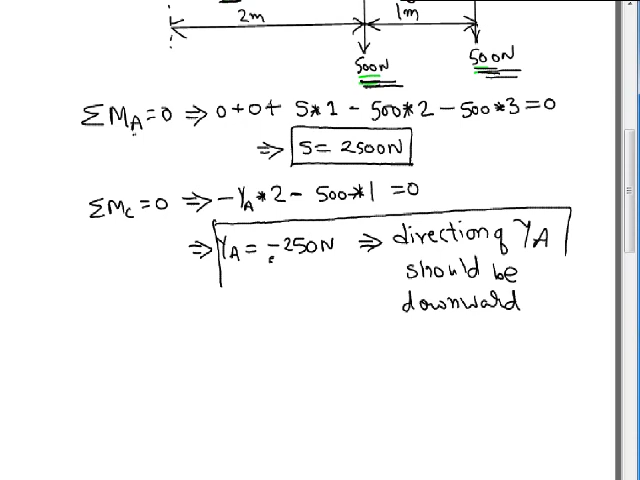 2m 1m
500N 500N
ΣM_A=0 ⇒ 0+0+ S*1 - 500*2 - 500*3=0
⇒ S= 2500N
ΣM_C=0 ⇒ -Y_A*2 - 500*1 =0
⇒ Y_A = -250N ⇒ direction of Y_A
should be
downward